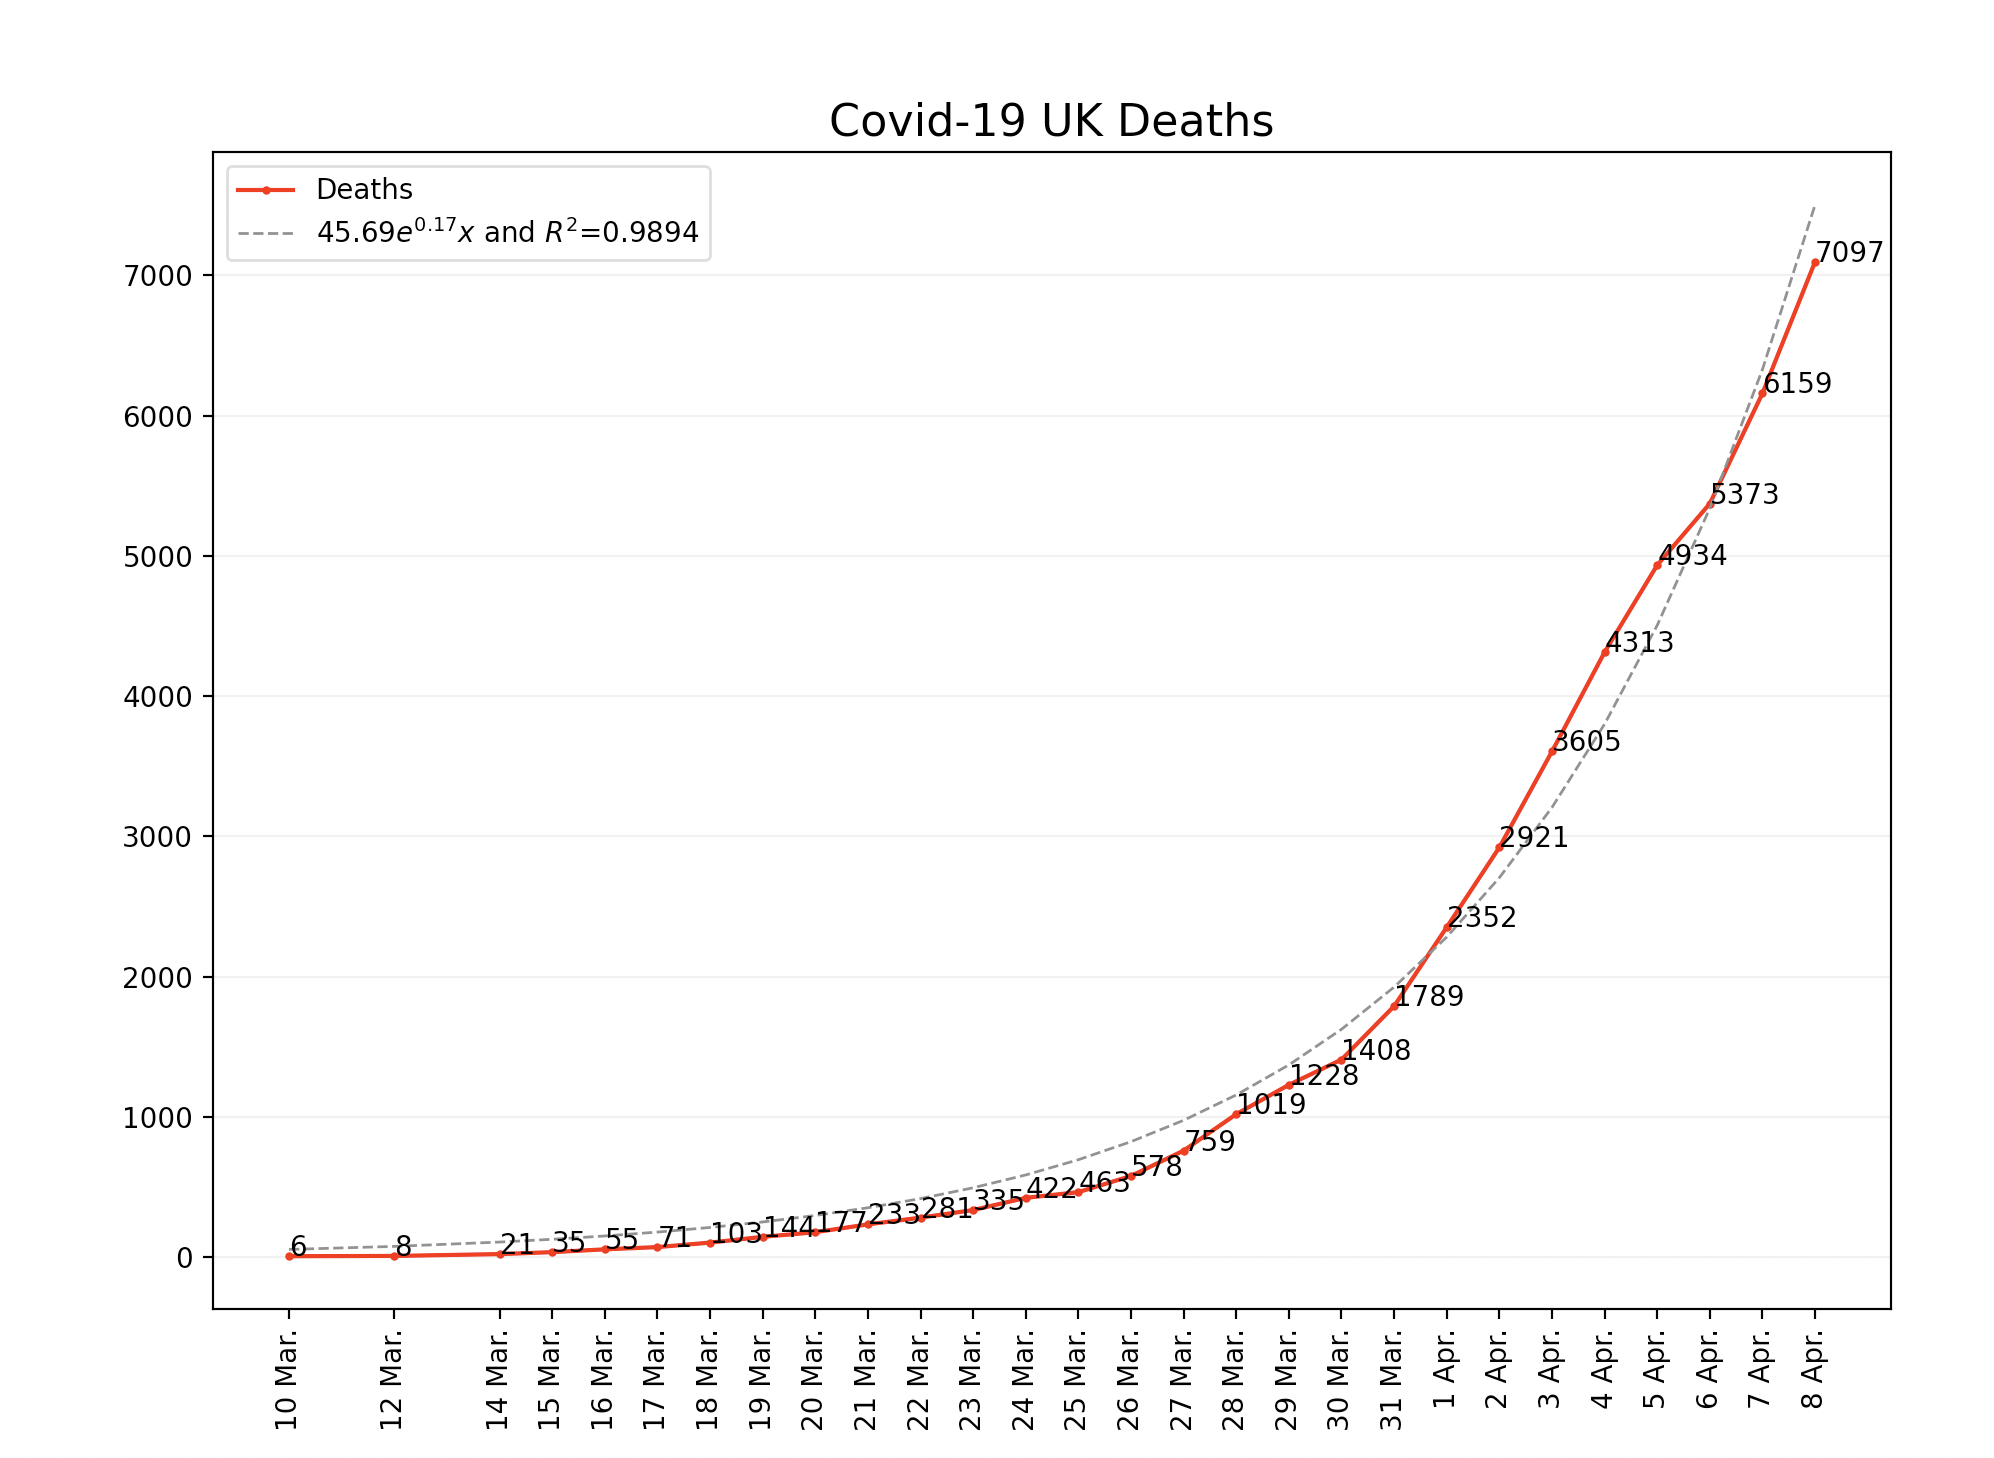 Covid-19 UK Deaths
Deaths
45.69e^0.17x and R^2=0.9894
7000
6000
5000
4000
3000
2000
1000
0
6
8
21
35
55
71
103
144
177
233
281
335
422
463
578
759
1019
1228
1408
1789
2352
2921
3605
4313
4934
5373
6159
7097
10 Mar.
12 Mar.
14 Mar.
15 Mar.
16 Mar.
17 Mar.
18 Mar.
19 Mar.
20 Mar.
21 Mar.
22 Mar.
23 Mar.
24 Mar.
25 Mar.
26 Mar.
27 Mar.
28 Mar.
29 Mar.
30 Mar.
31 Mar.
1 Apr.
2 Apr.
3 Apr.
4 Apr.
5 Apr.
6 Apr.
7 Apr.
8 Apr.